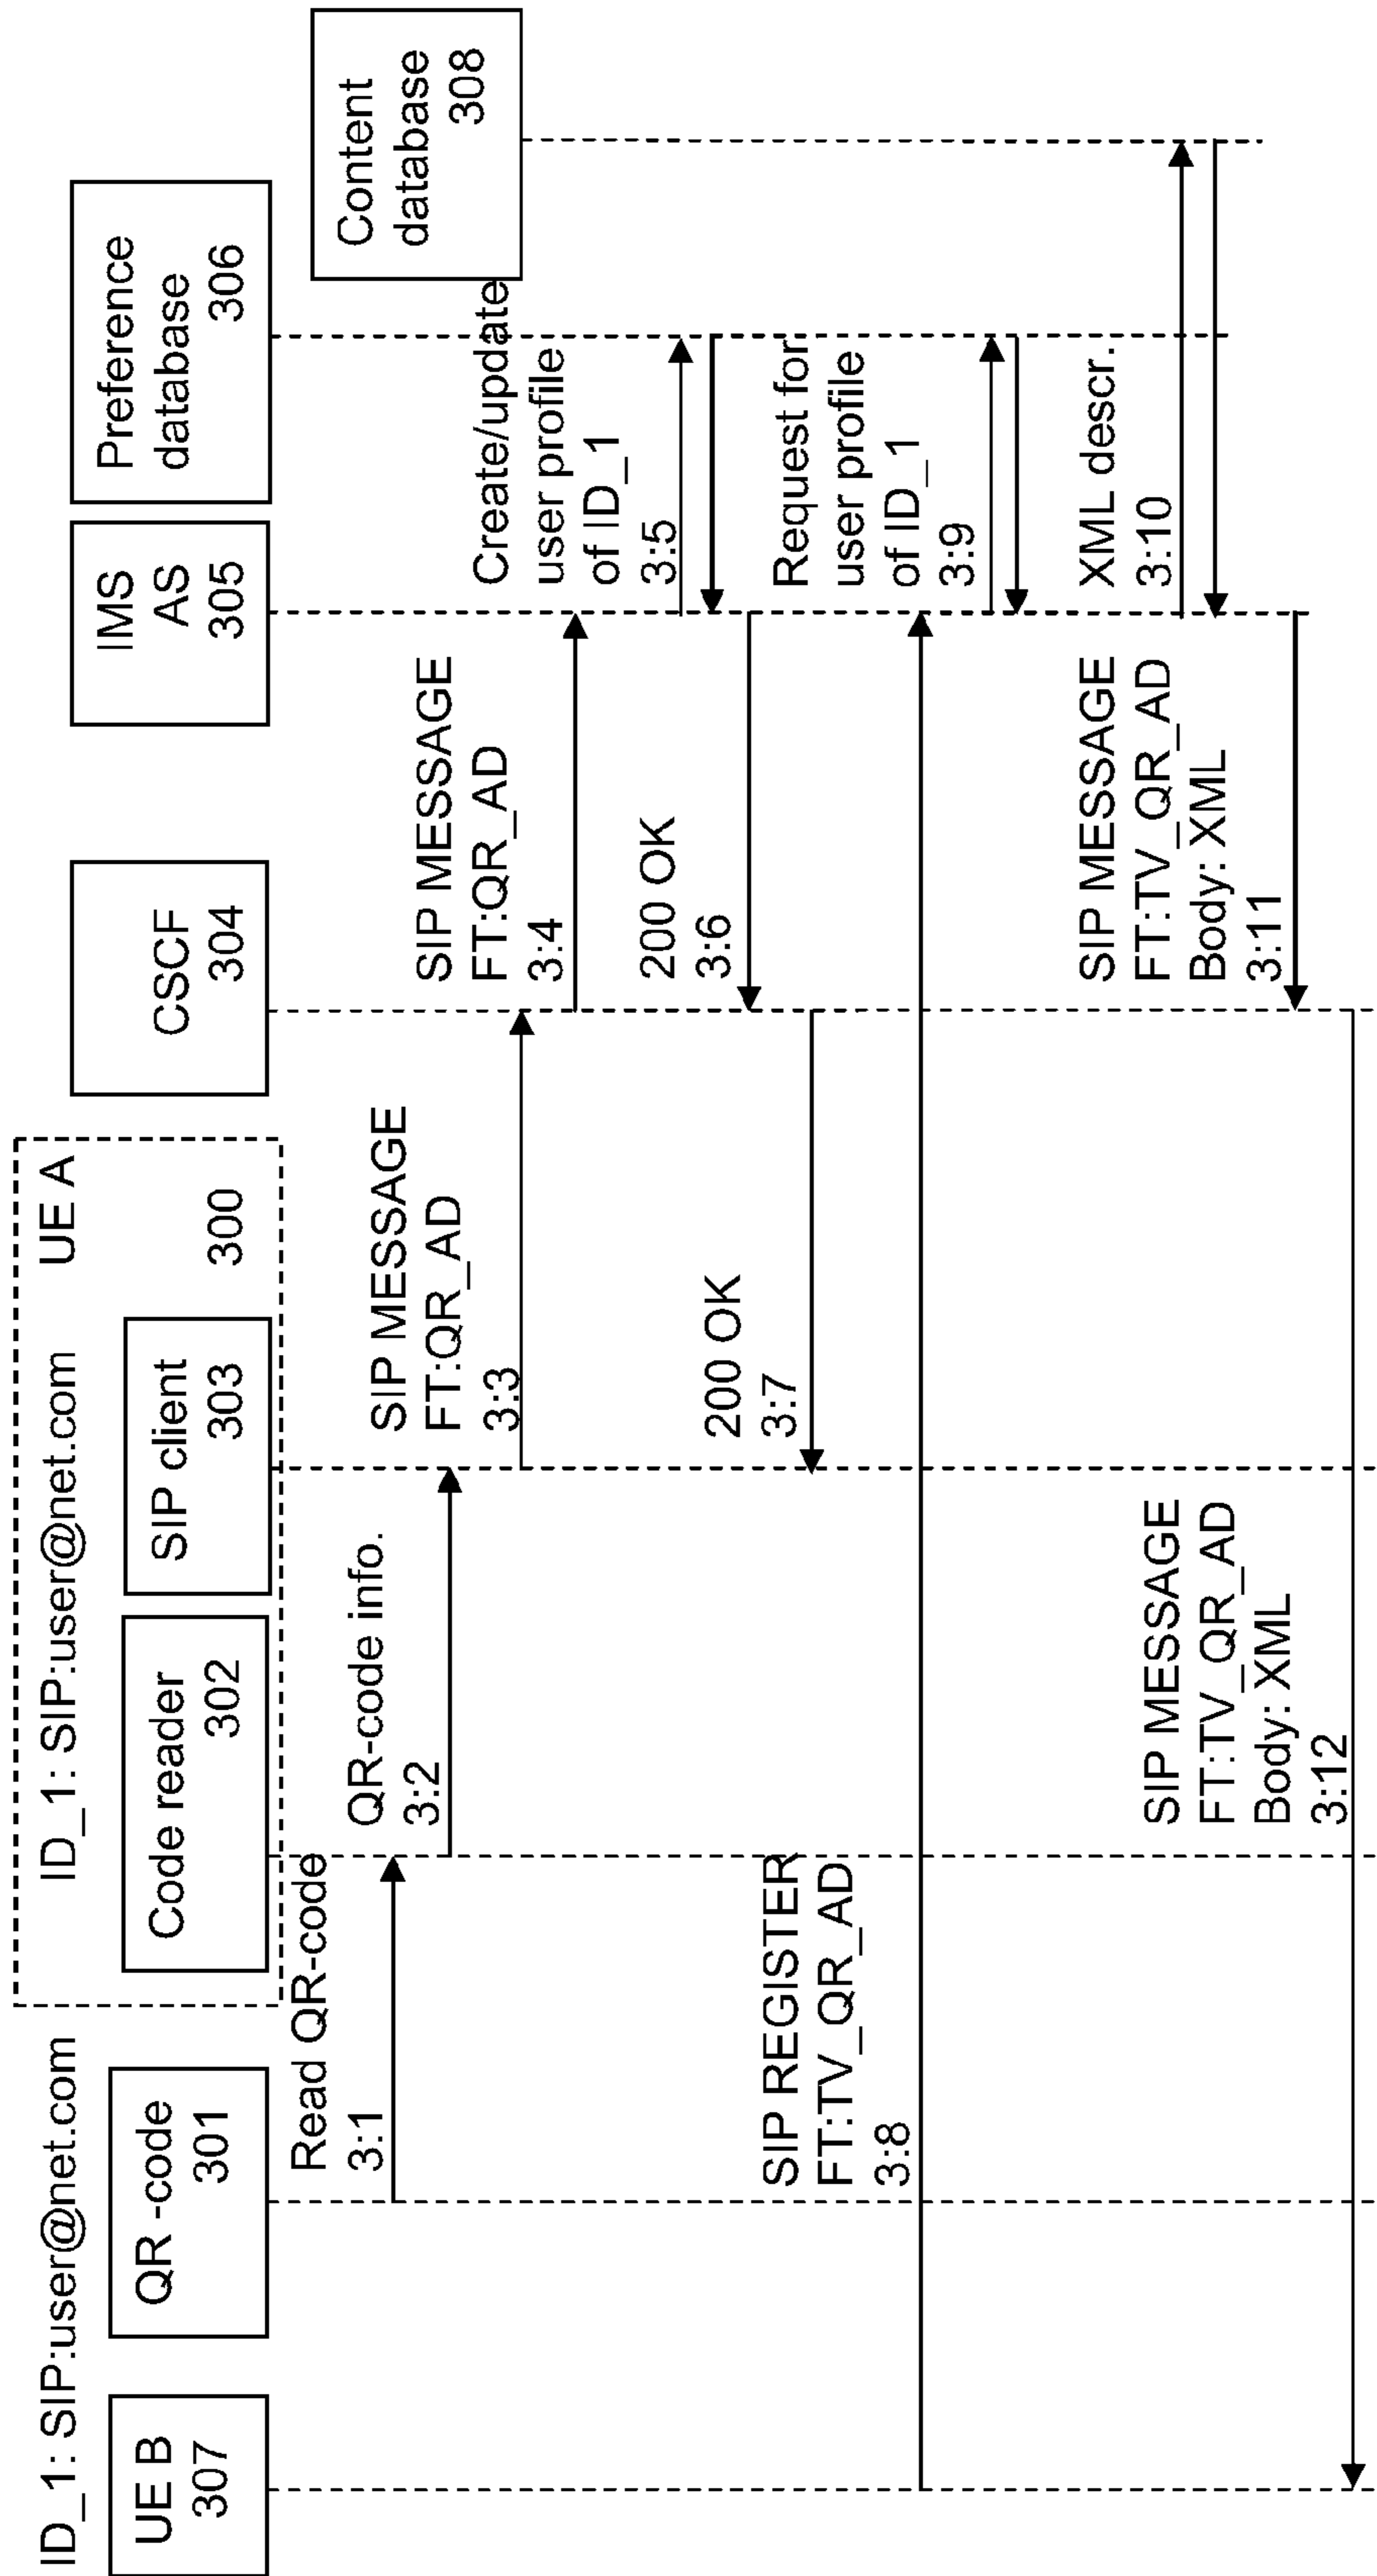 ID_1: SIP:user@net.com
UE B
307
QR -code
301
ID_1: SIP:user@net.com
UE A
300
Code reader
302
SIP client
303
CSCF
304
IMS
AS
305
Preference
database
306
Content
database
308
Read QR-code
3:1
QR-code info.
3:2
SIP MESSAGE
FT:QR_AD
3:3
SIP MESSAGE
FT:QR_AD
3:4
Create/update
user profile
of ID_1
3:5
200 OK
3:6
200 OK
3:7
SIP REGISTER
FT:TV_QR_AD
3:8
Request for
user profile
of ID_1
3:9
XML descr.
3:10
SIP MESSAGE
FT:TV_QR_AD
Body: XML
3:11
SIP MESSAGE
FT:TV_QR_AD
Body: XML
3:12